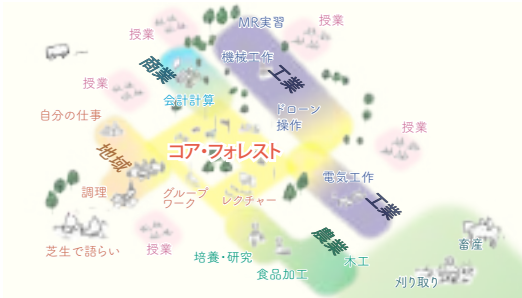 MR実習
授業
授業
機械工作
商業
工業
授業
会計計算
ドローン
操作
自分の仕事
授業
コア・フォレスト
地域
電気工作
調理
グループ
ワーク
レクチャー
工業
芝生で語らい
授業
農業
培養・研究
木工
畜産
食品加工
刈り取り